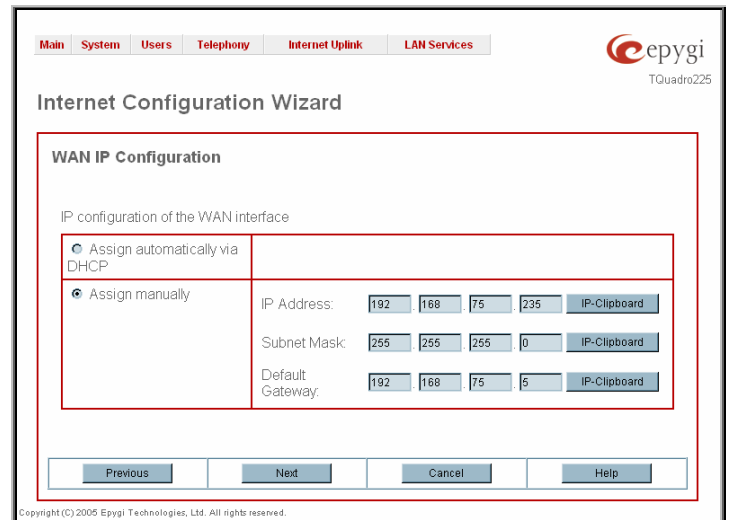 Main System Users Telephony Internet Uplink LAN Services
epygi
TQuadro225
Internet Configuration Wizard
WAN IP Configuration
IP configuration of the WAN interface
Assign automatically via
DHCP
Assign manually
IP Address: 192 . 168 . 75 . 235 IP-Clipboard
Subnet Mask: 255 . 255 . 255 . 0 IP-Clipboard
Default
Gateway: 192 . 168 . 75 . 5 IP-Clipboard
Previous Next Cancel Help
Copyright (C) 2005 Epygi Technologies, Ltd. All rights reserved.